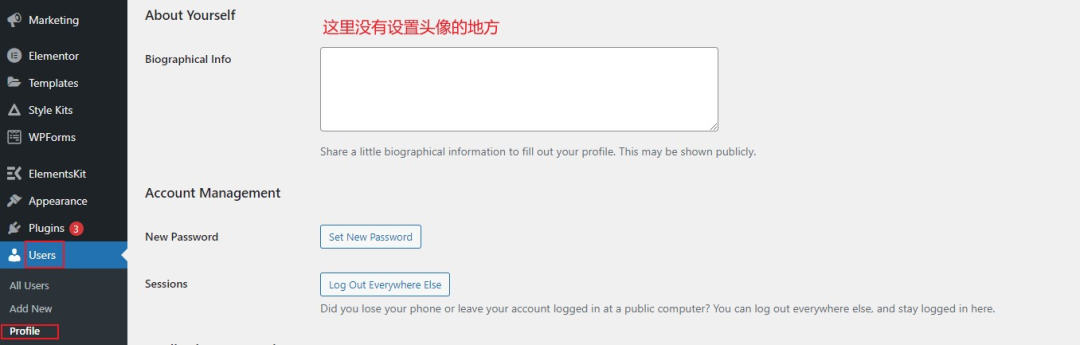 Marketing
Elementor
Templates
Style Kits
WPForms
ElementsKit
Appearance
Plugins 3
Users
All Users
Add New
Profile
About Yourself
这里没有设置头像的地方
Biographical Info
Share a little biographical information to fill out your profile. This may be shown publicly.
Account Management
New Password
Set New Password
Sessions
Log Out Everywhere Else
Did you lose your phone or leave your account logged in at a public computer? You can log out everywhere else, and stay logged in here.